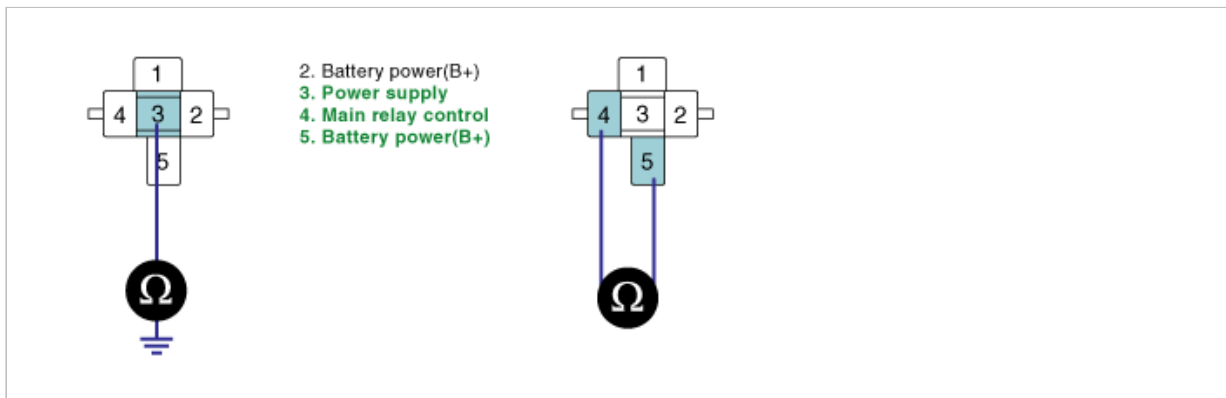 1
4 3 2
5
Ω
2. Battery power(B+)
3. Power supply
4. Main relay control
5. Battery power(B+)
1
4 3 2
5
Ω